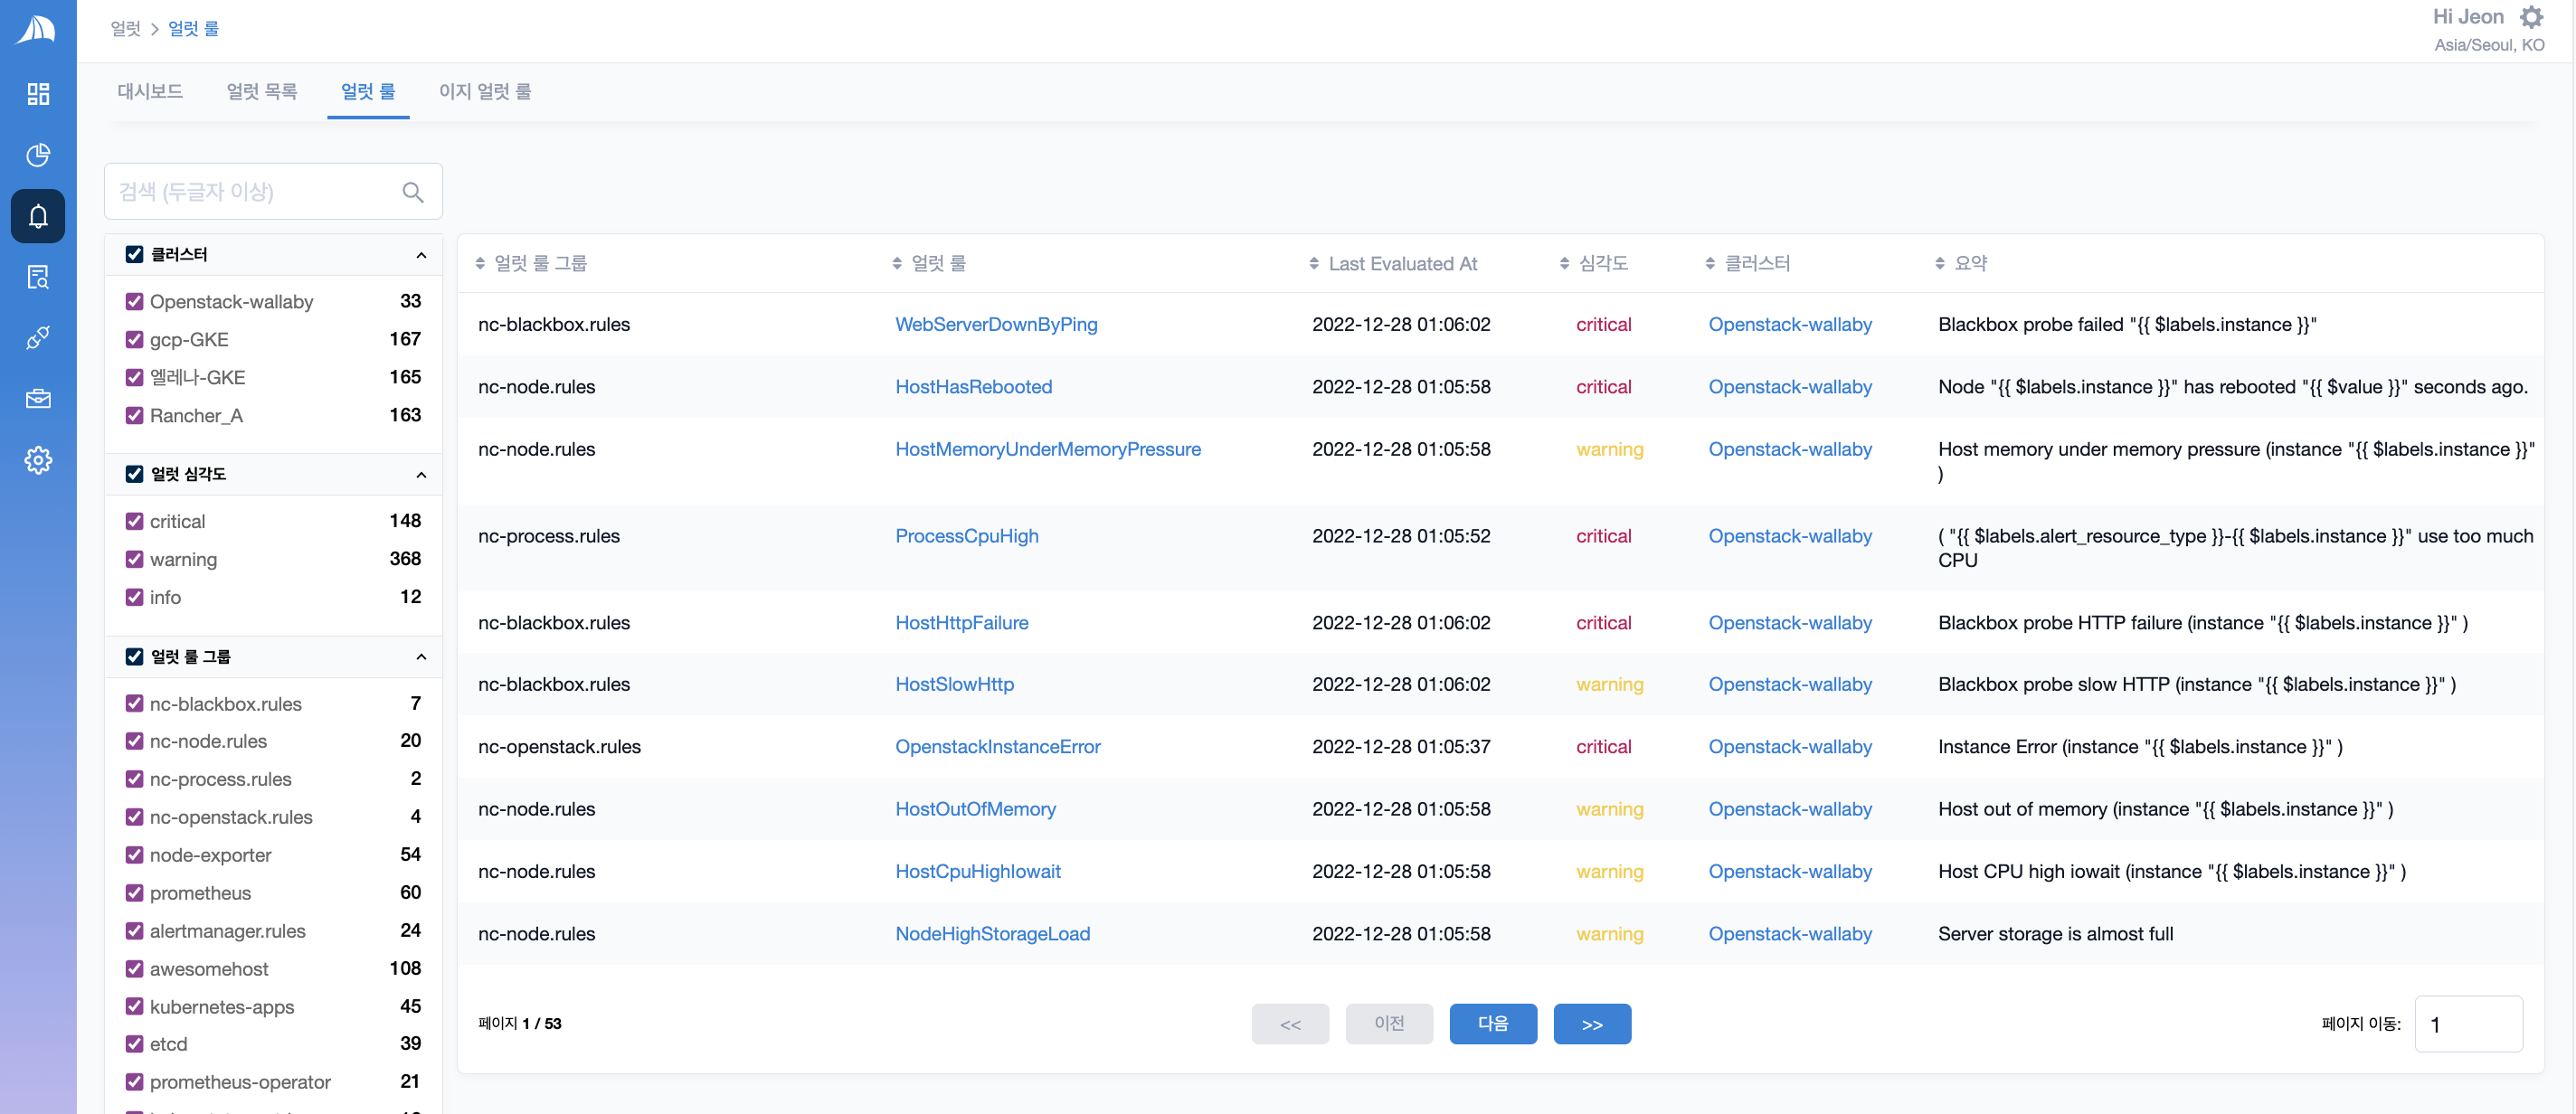 얼럿 > 얼럿 룰
Hi Jeon
Asia/Seoul, KO
대시보드 얼럿 목록 얼럿 룰 이지 얼럿 룰
검색 (두글자 이상)
클러스터
Openstack-wallaby 33
gcp-GKE 167
엘레나-GKE 165
Rancher_A 163
얼럿 심각도
critical 148
warning 368
info 12
얼럿 룰 그룹
nc-blackbox.rules 7
nc-node.rules 20
nc-process.rules 2
nc-openstack.rules 4
node-exporter 54
prometheus 60
alertmanager.rules 24
awesomehost 108
kubernetes-apps 45
etcd 39
prometheus-operator 21
얼럿 룰 그룹 얼럿 룰 Last Evaluated At 심각도 클러스터 요약
nc-blackbox.rules WebServerDownByPing 2022-12-28 01:06:02 critical Openstack-wallaby Blackbox probe failed "{{ $labels.instance }}"
nc-node.rules HostHasRebooted 2022-12-28 01:05:58 critical Openstack-wallaby Node "{{ $labels.instance }}" has rebooted "{{ $value }}" seconds ago.
nc-node.rules HostMemoryUnderMemoryPressure 2022-12-28 01:05:58 warning Openstack-wallaby Host memory under memory pressure (instance "{{ $labels.instance }}"
)
nc-process.rules ProcessCpuHigh 2022-12-28 01:05:52 critical Openstack-wallaby ( "{{ $labels.alert_resource_type }}-{{ $labels.instance }}" use too much
CPU
nc-blackbox.rules HostHttpFailure 2022-12-28 01:06:02 critical Openstack-wallaby Blackbox probe HTTP failure (instance "{{ $labels.instance }}" )
nc-blackbox.rules HostSlowHttp 2022-12-28 01:06:02 warning Openstack-wallaby Blackbox probe slow HTTP (instance "{{ $labels.instance }}" )
nc-openstack.rules OpenstackInstanceError 2022-12-28 01:05:37 critical Openstack-wallaby Instance Error (instance "{{ $labels.instance }}" )
nc-node.rules HostOutOfMemory 2022-12-28 01:05:58 warning Openstack-wallaby Host out of memory (instance "{{ $labels.instance }}" )
nc-node.rules HostCpuHighIowait 2022-12-28 01:05:58 warning Openstack-wallaby Host CPU high iowait (instance "{{ $labels.instance }}" )
nc-node.rules NodeHighStorageLoad 2022-12-28 01:05:58 warning Openstack-wallaby Server storage is almost full
페이지 1 / 53 << 이전 다음 >> 페이지 이동: 1